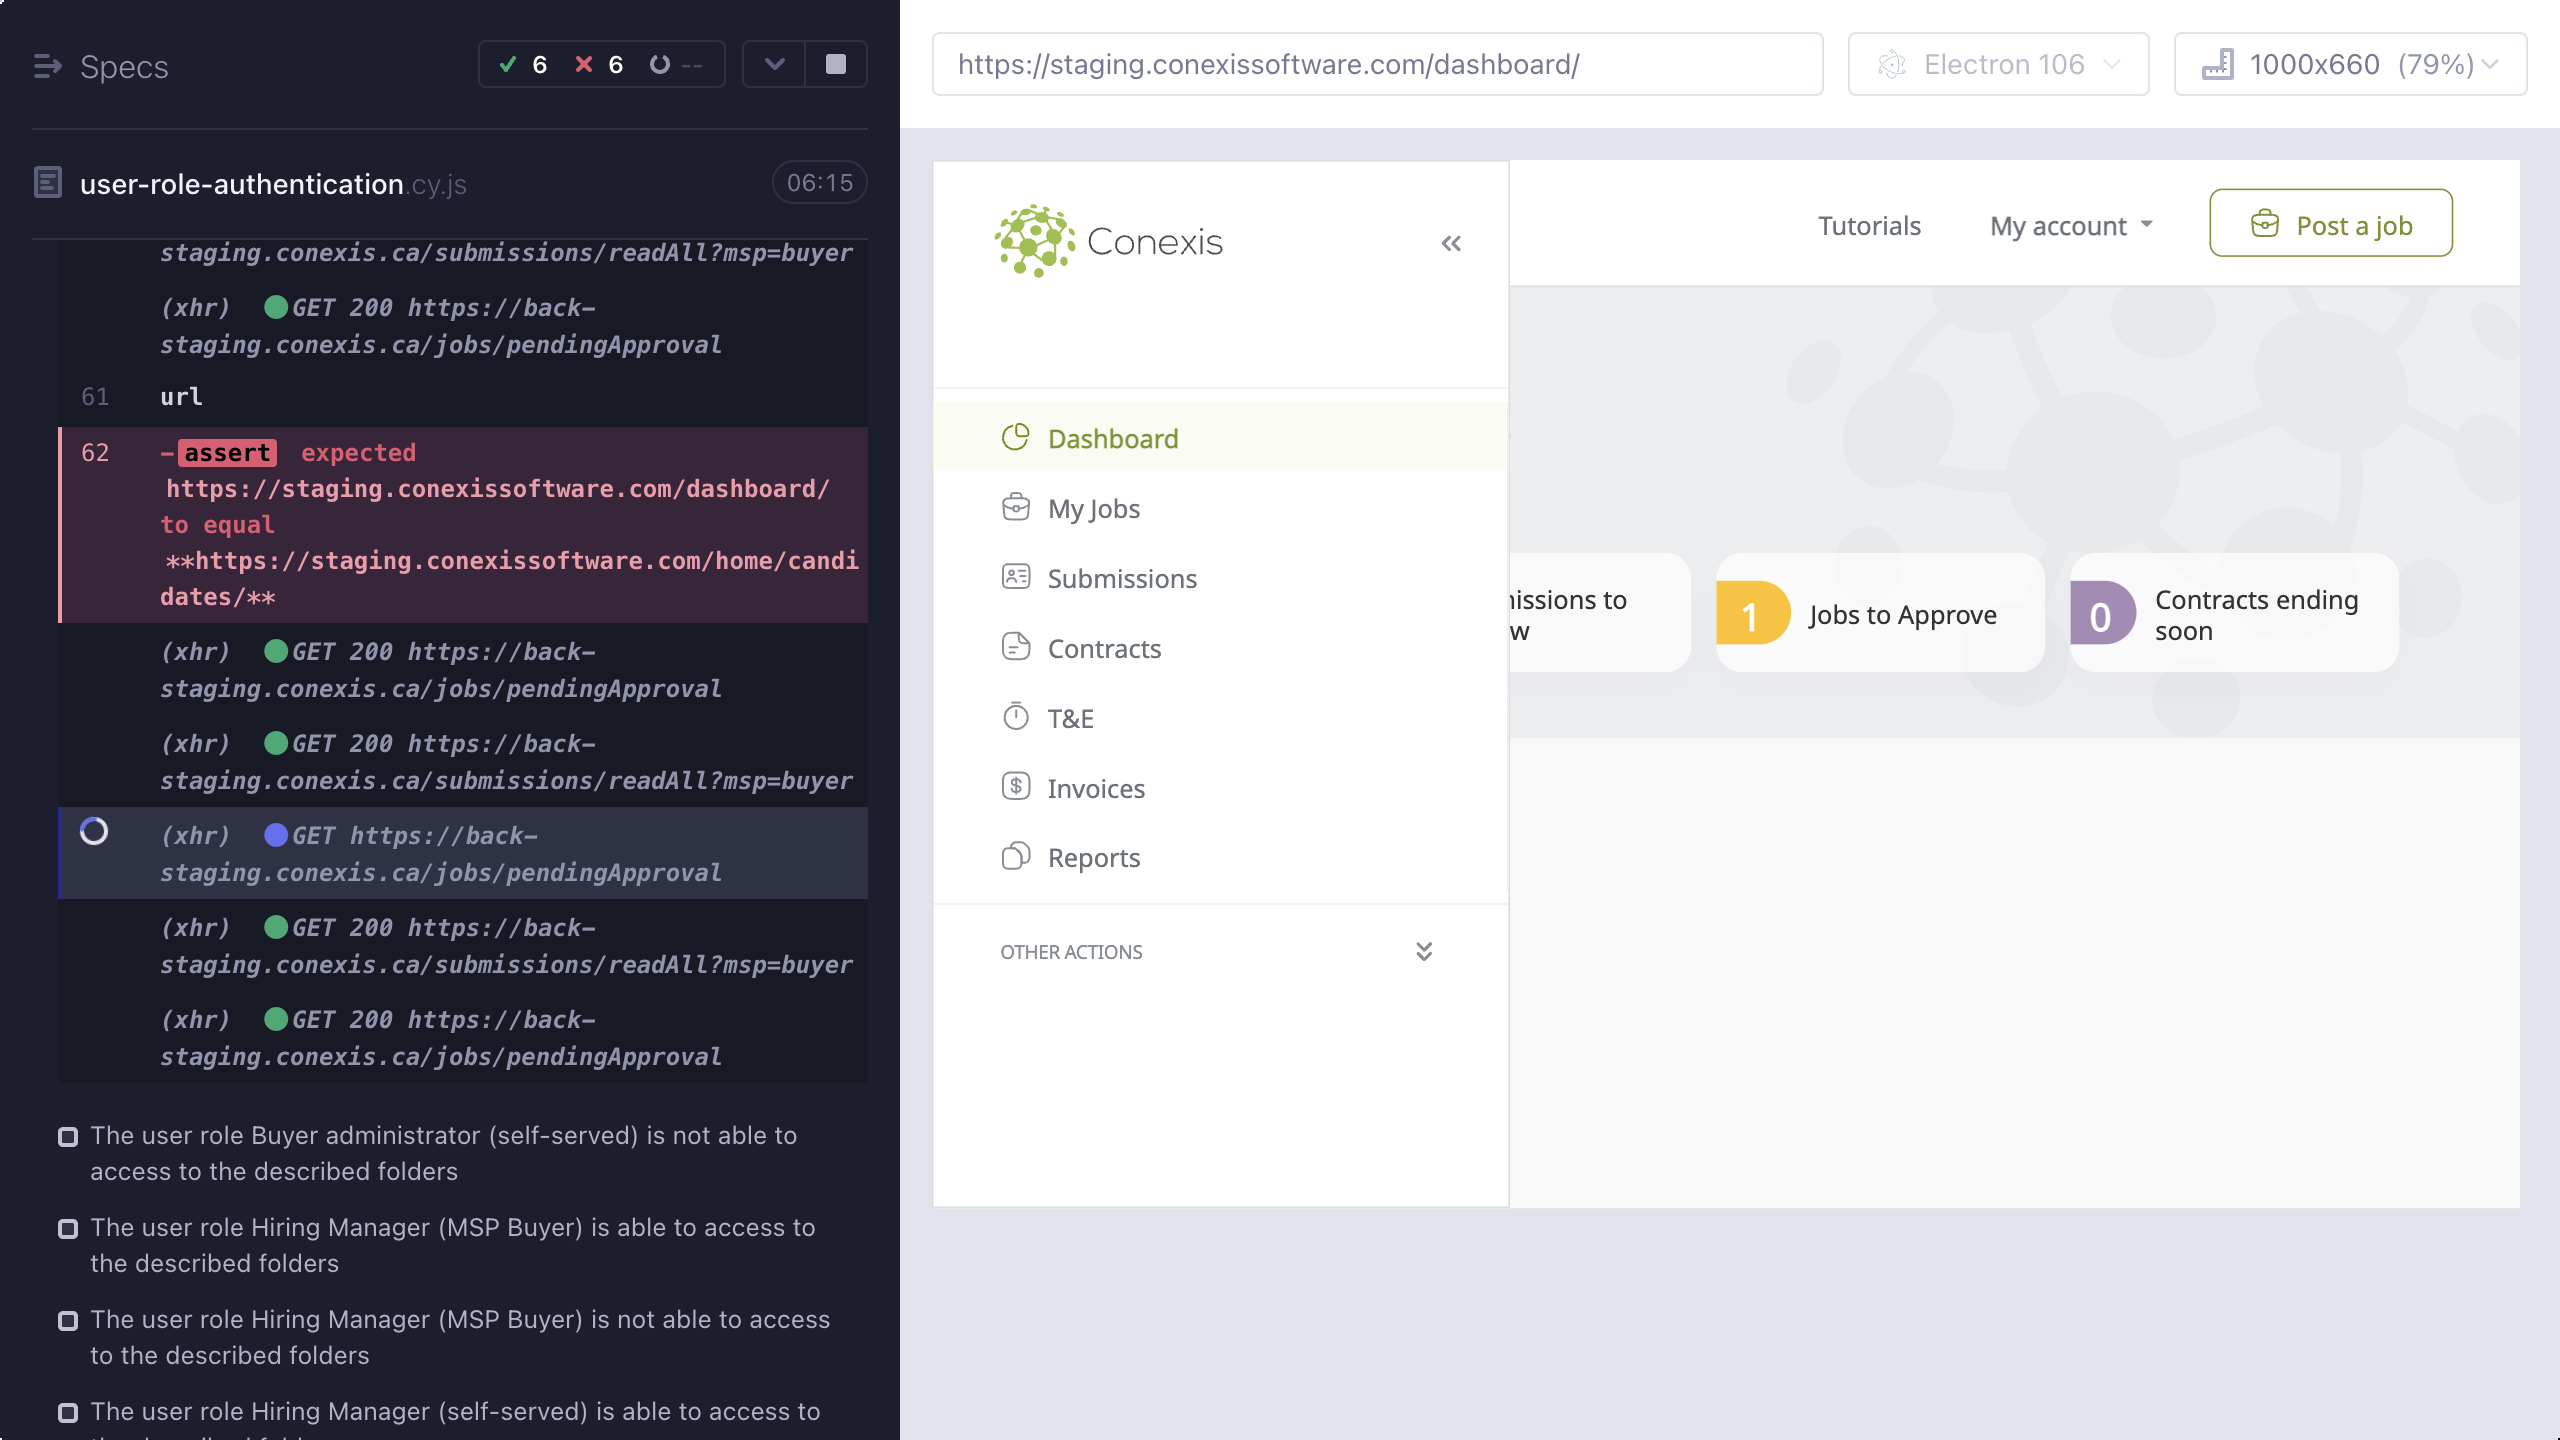 Specs
6 6 --
user-role-authentication.cy.js
06:15
staging.conexis.ca/submissions/readAll?msp=buyer
(xhr) GET 200 https://back-
staging.conexis.ca/jobs/pendingApproval
61 url
62 -assert expected
https://staging.conexissoftware.com/dashboard/
to equal
**https://staging.conexissoftware.com/home/candi
dates/**
(xhr) GET 200 https://back-
staging.conexis.ca/jobs/pendingApproval
(xhr) GET 200 https://back-
staging.conexis.ca/submissions/readAll?msp=buyer
(xhr) GET https://back-
staging.conexis.ca/jobs/pendingApproval
(xhr) GET 200 https://back-
staging.conexis.ca/submissions/readAll?msp=buyer
(xhr) GET 200 https://back-
staging.conexis.ca/jobs/pendingApproval
The user role Buyer administrator (self-served) is not able to
access to the described folders
The user role Hiring Manager (MSP Buyer) is able to access to
the described folders
The user role Hiring Manager (MSP Buyer) is not able to access
to the described folders
The user role Hiring Manager (self-served) is able to access to
https://staging.conexissoftware.com/dashboard/
Electron 106
1000x660 (79%)
Conexis
Tutorials
My account
Post a job
Dashboard
My Jobs
Submissions
Contracts
T&E
Invoices
Reports
OTHER ACTIONS
issions to
w
1
Jobs to Approve
0
Contracts ending
soon